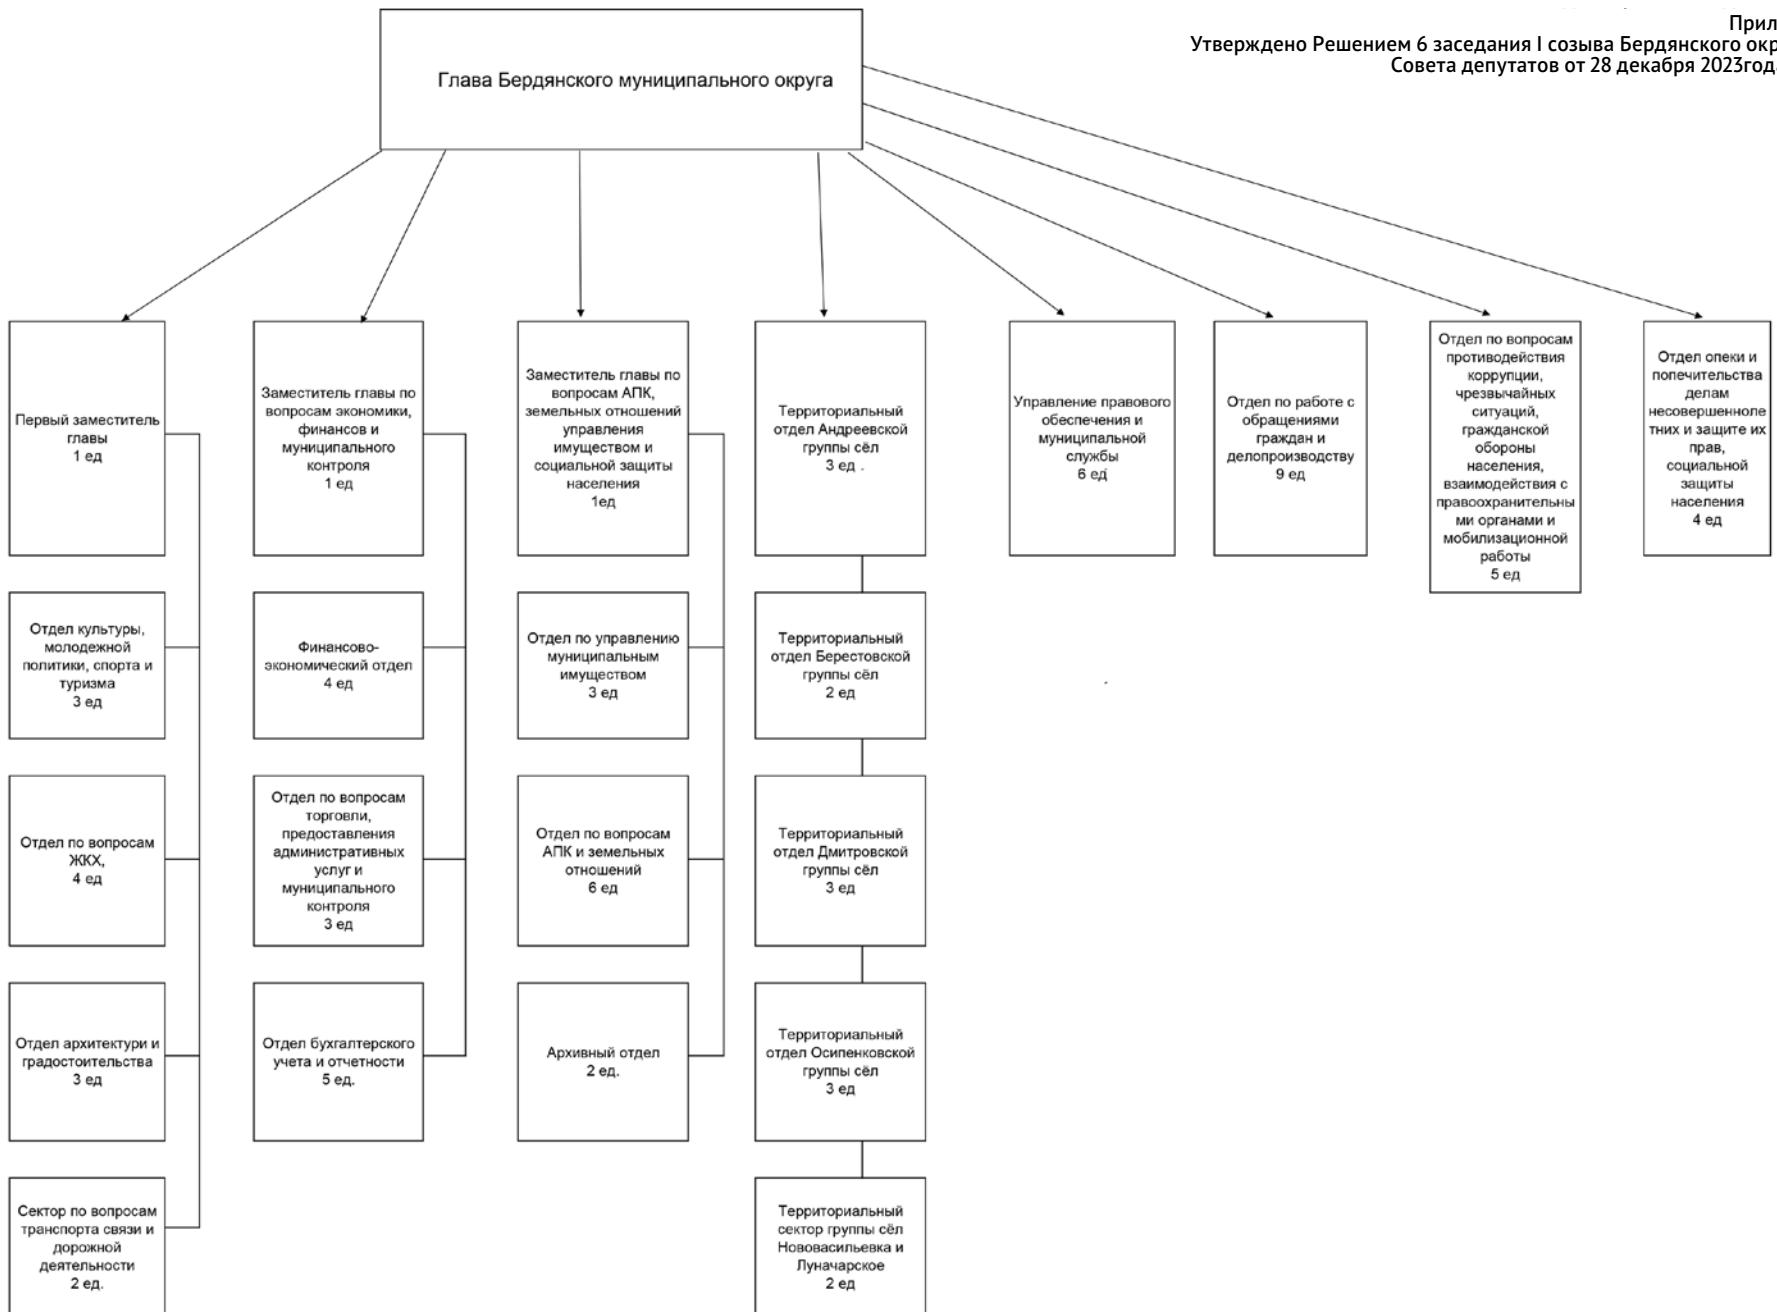 Прил
Утверждено Решением 6 заседания I созыва Бердянского окр
Совета депутатов от 28 декабря 2023года
Глава Бердянского муниципального округа
Первый заместитель
главы
1 ед
Заместитель главы по
вопросам экономики,
финансов и
муниципального
контроля
1 ед
Заместитель главы по
вопросам АПК,
земельных отношений
управления
имуществом и
социальной защиты
населения
1ед
Территориальный
отдел Андреевской
группы сёл
3 ед .
Управление правового
обеспечения и
муниципальной
службы
6 ед
Отдел по работе с
обращениями
граждан и
делопроизводству
9 ед
Отдел по вопросам
противодействия
коррупции,
чрезвычайных
ситуаций,
гражданской
обороны
населения,
взаимодействия с
правоохранительны
ми органами и
мобилизационной
работы
5 ед
Отдел опеки и
попечительства
делам
несовершенноле
тних и защите их
прав,
социальной
защиты
населения
4 ед
Отдел культуры,
молодежной
политики, спорта и
туризма
3 ед
Финансово-
экономический отдел
4 ед
Отдел по управлению
муниципальным
имуществом
3 ед
Территориальный
отдел Берестовской
группы сёл
2 ед
Отдел по вопросам
ЖКХ,
4 ед
Отдел по вопросам
торговли,
предоставления
административных
услуг и
муниципального
контроля
3 ед
Отдел по вопросам
АПК и земельных
отношений
6 ед
Территориальный
отдел Дмитровской
группы сёл
3 ед
Отдел архитектури и
градостоительства
3 ед
Отдел бухгалтерского
учета и отчетности
5 ед.
Архивный отдел
2 ед.
Территориальный
отдел Осипенковской
группы сёл
3 ед
Сектор по вопросам
транспорта связи и
дорожной
деятельности
2 ед.
Территориальный
сектор группы сёл
Нововасильевка и
Луначарское
2 ед